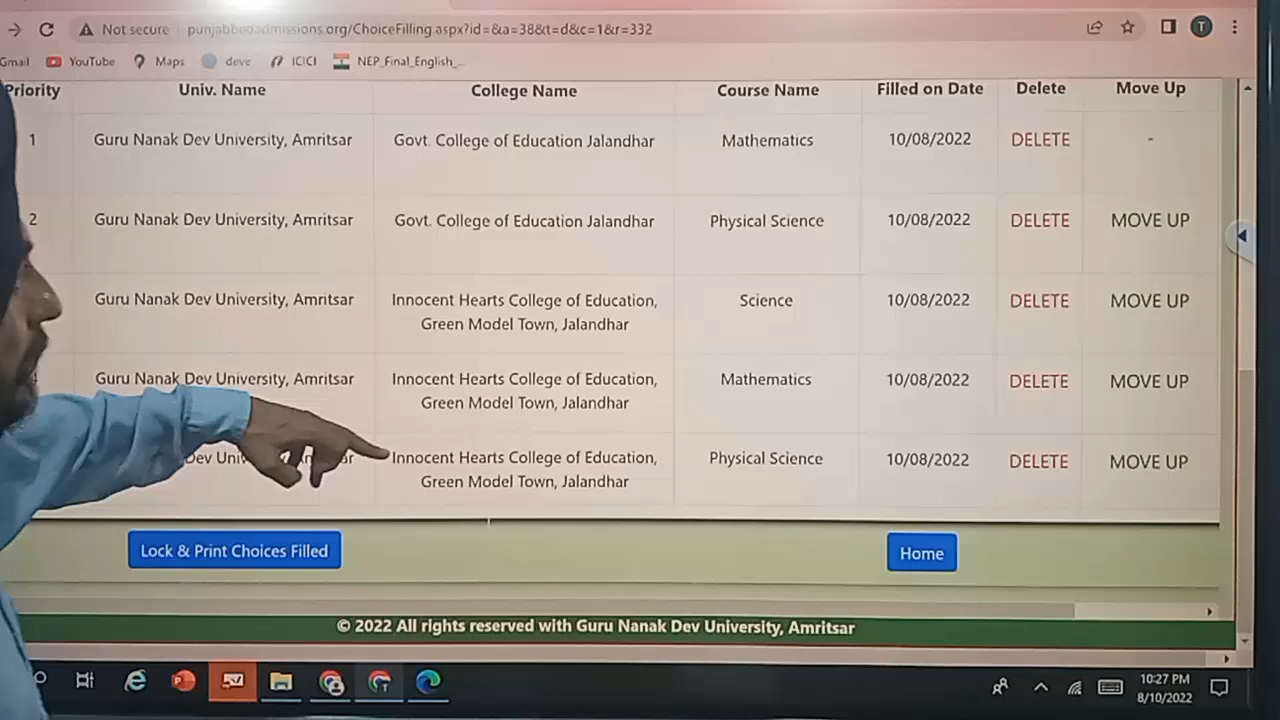 Not secure punjabbedadmissions.org/ChoiceFilling.aspx?id=&a=38&t=d&c=1&r=332 T
Gmail YouTube Maps deve ICICI NEP_Final_English_...
Priority Univ. Name College Name Course Name Filled on Date Delete Move Up
1 Guru Nanak Dev University, Amritsar Govt. College of Education Jalandhar Mathematics 10/08/2022 DELETE -
2 Guru Nanak Dev University, Amritsar Govt. College of Education Jalandhar Physical Science 10/08/2022 DELETE MOVE UP
Guru Nanak Dev University, Amritsar Innocent Hearts College of Education, Science 10/08/2022 DELETE MOVE UP
Green Model Town, Jalandhar
Guru Nanak Dev University, Amritsar Innocent Hearts College of Education, Mathematics 10/08/2022 DELETE MOVE UP
Green Model Town, Jalandhar
Dev Innocent Hearts College of Education, Physical Science 10/08/2022 DELETE MOVE UP
Green Model Town, Jalandhar
Lock & Print Choices Filled Home
© 2022 All rights reserved with Guru Nanak Dev University, Amritsar
10:27 PM
8/10/2022